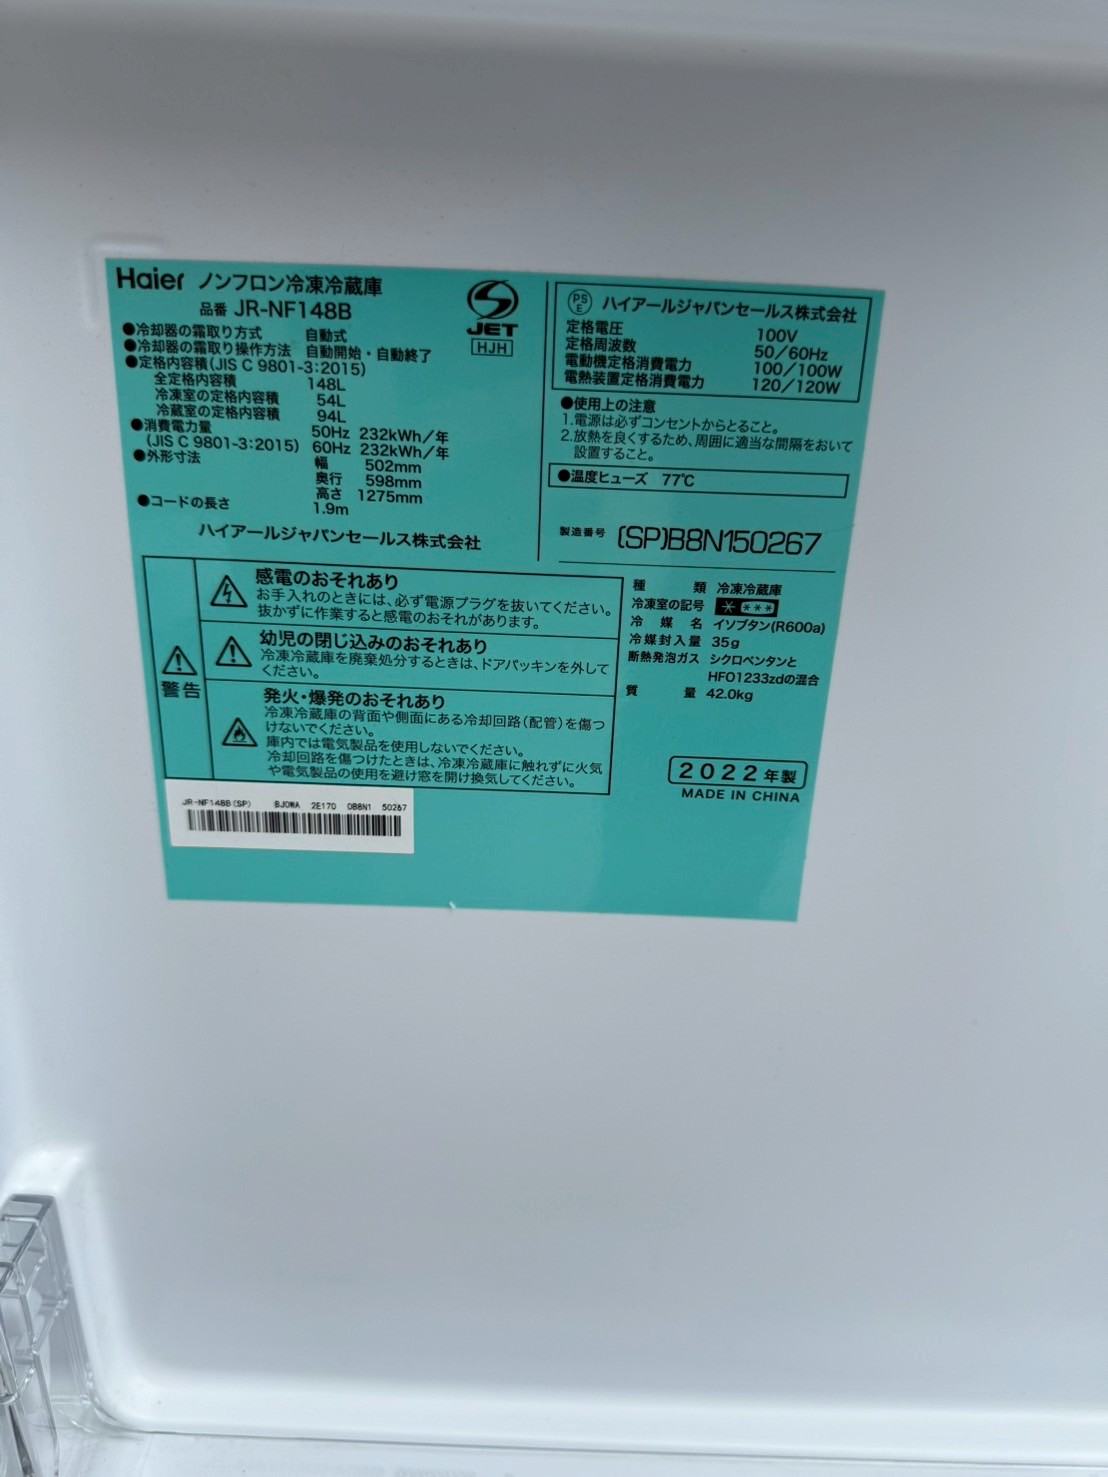 Haier ノンフロン冷凍冷蔵庫
品番 JR-NF148B
●冷却器の霜取り方式 自動式
●冷却器の霜取り操作方法 自動開始・自動終了
●定格内容積(JIS C 9801-3:2015)
全定格内容積 148L
冷凍室の定格内容積 54L
冷蔵室の定格内容積 94L
●消費電力量 50Hz 232kWh/年
(JIS C 9801-3:2015) 60Hz 232kWh/年
●外形寸法 幅 502mm
奥行 598mm
高さ 1275mm
●コードの長さ 1.9m
ハイアールジャパンセールス株式会社
S
JET
HJH
PS
E
ハイアールジャパンセールス株式会社
定格電圧 100V
定格周波数 50/60Hz
電動機定格消費電力 100/100W
電熱装置定格消費電力 120/120W
●使用上の注意
1.電源は必ずコンセントからとること。
2.放熱を良くするため、周囲に適当な間隔をおいて
設置すること。
●温度ヒューズ 77℃
製造番号 (SP)B8N150267
警告
感電のおそれあり
お手入れのときには、必ず電源プラグを抜いてください。
抜かずに作業すると感電のおそれがあります。
幼児の閉じ込みのおそれあり
冷凍冷蔵庫を廃棄処分するときは、ドアパッキンを外して
ください。
発火・爆発のおそれあり
冷凍冷蔵庫の背面や側面にある冷却回路(配管)を傷つ
けないでください。
庫内では電気製品を使用しないでください。
冷却回路を傷つけたときは、冷凍冷蔵庫に触れずに火気
や電気製品の使用を避け窓を開け換気してください。
種類 冷凍冷蔵庫
冷凍室の記号 * ***
冷媒名 イソブタン(R600a)
冷媒封入量 35g
断熱発泡ガス シクロペンタンと
HFO1233zdの混合
質量 42.0kg
2022年製
MADE IN CHINA
JR-NF148B(SP) BJ0WA 2E170 0B8N1 50267